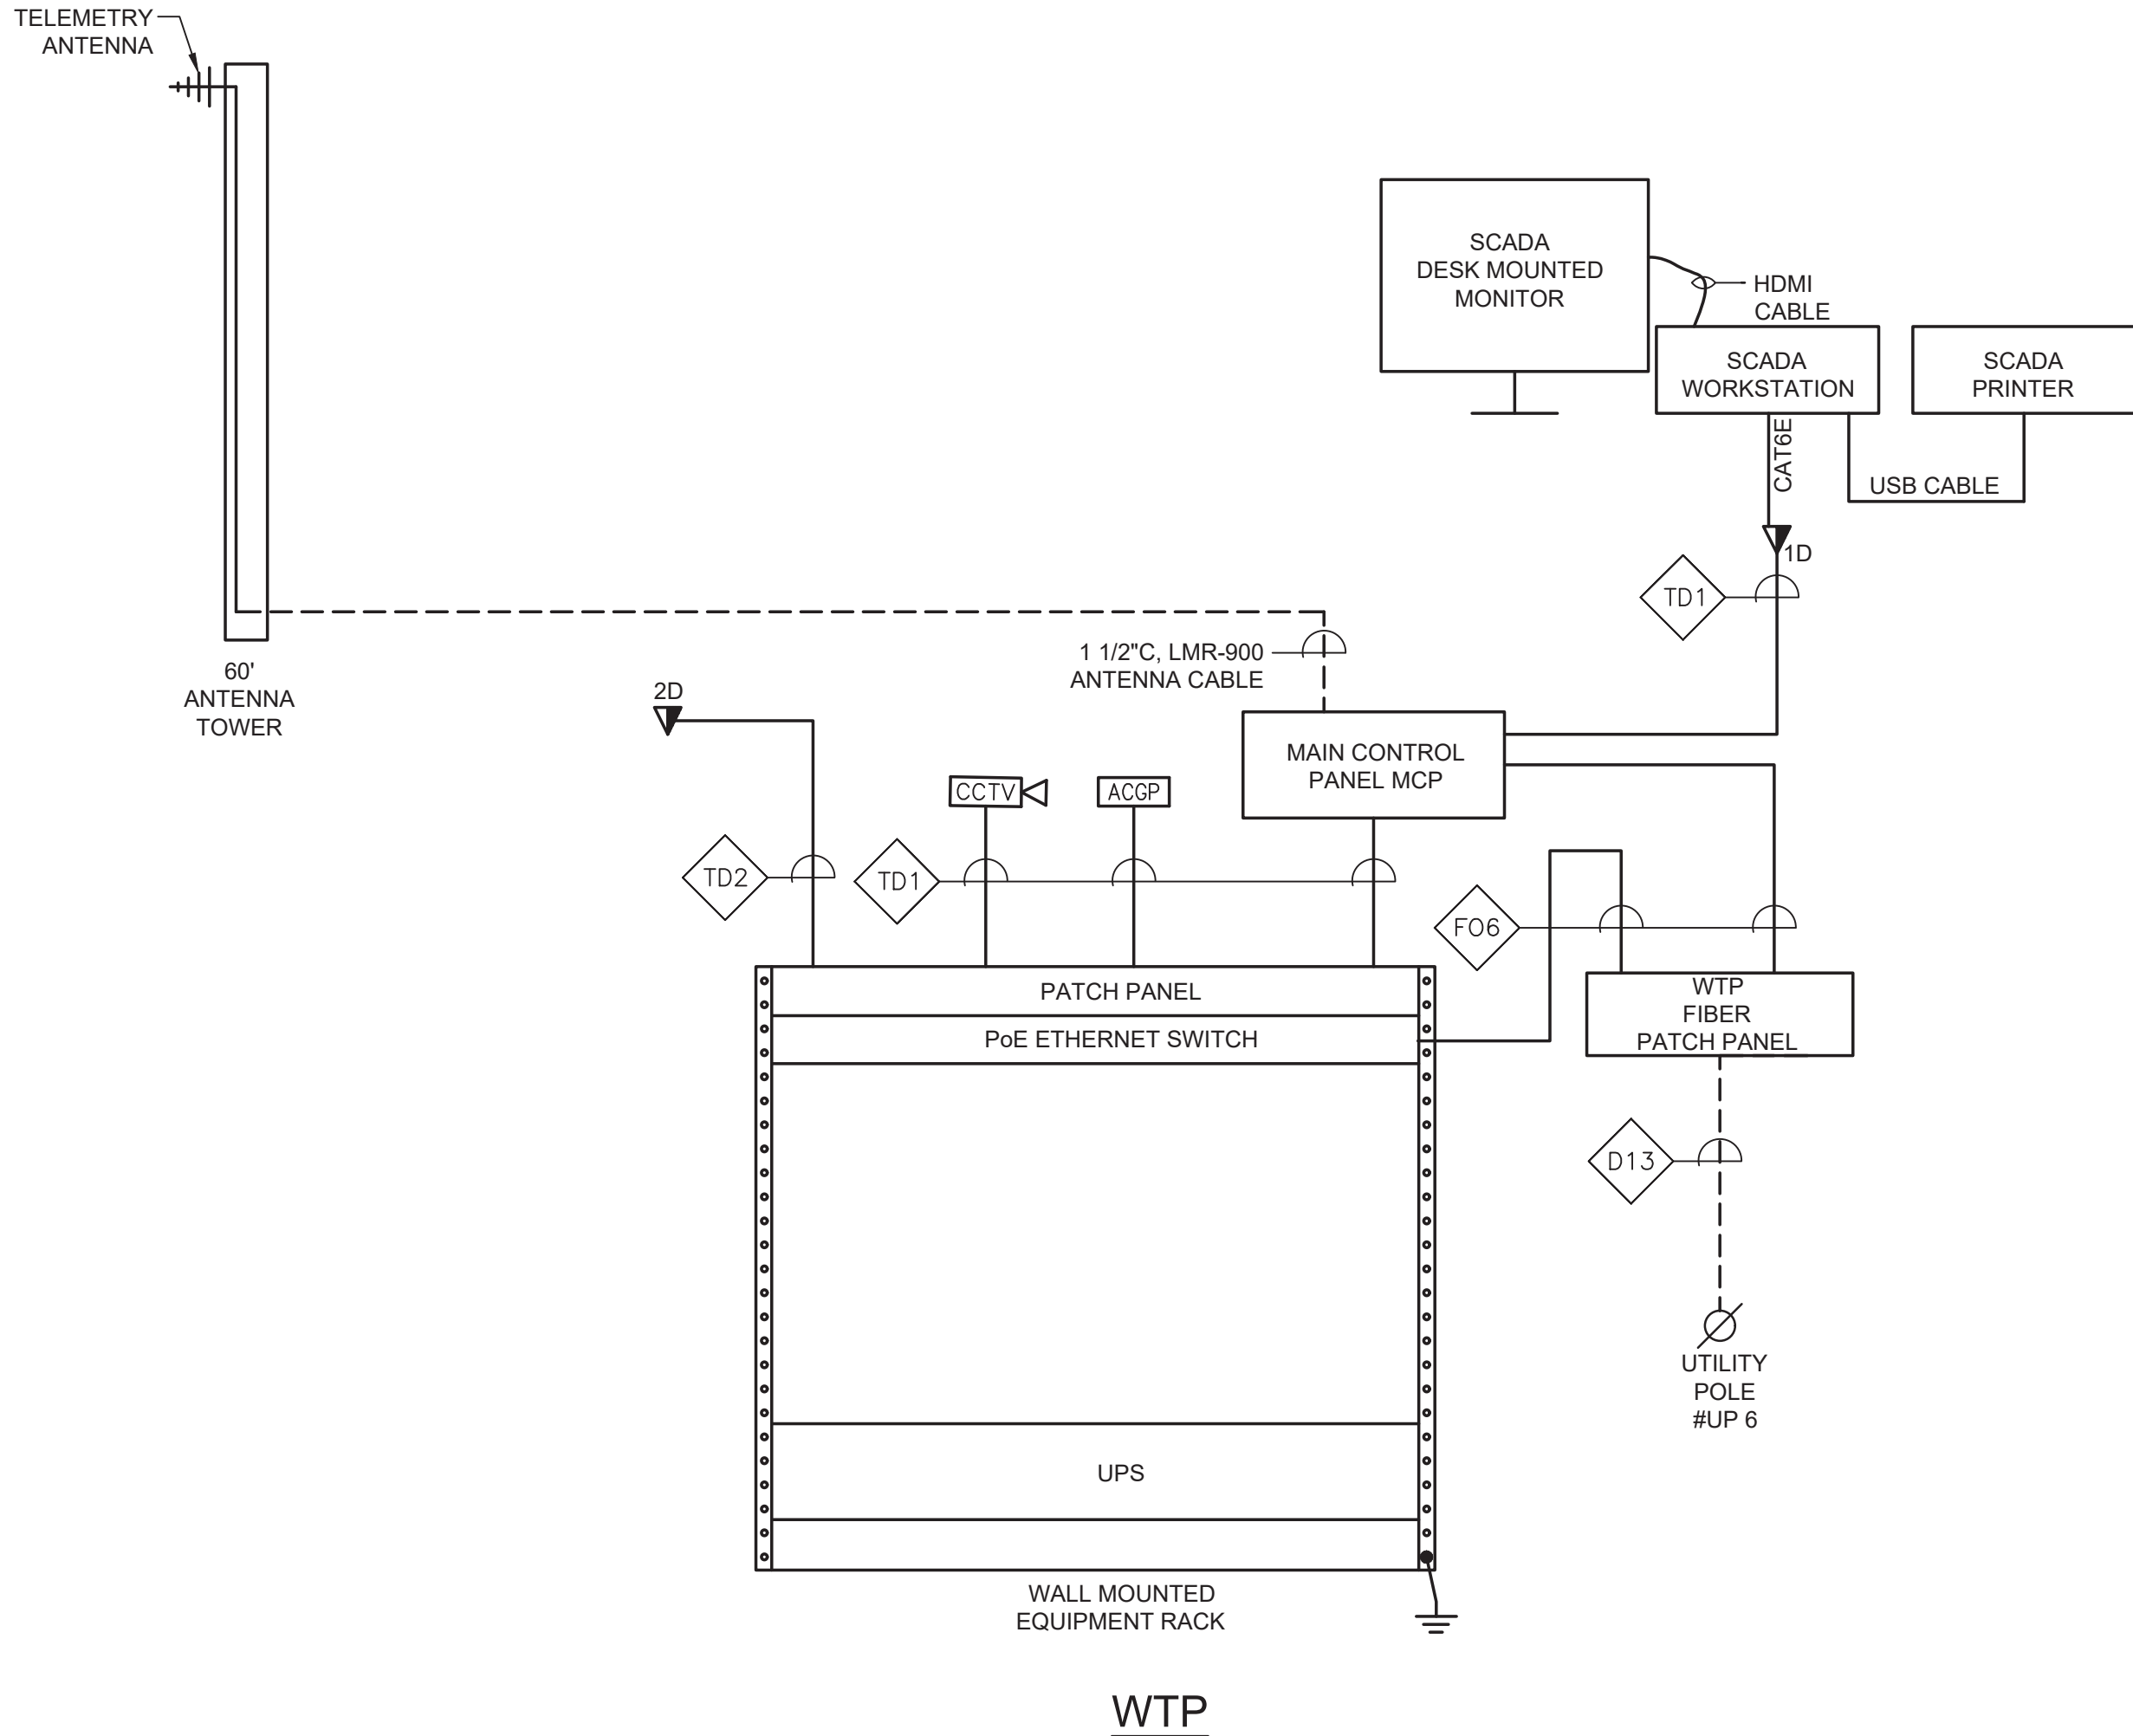 TELEMETRY
ANTENNA
60'
ANTENNA
TOWER
SCADA
DESK MOUNTED
MONITOR
HDMI
CABLE
SCADA
WORKSTATION
SCADA
PRINTER
CAT6E
USB CABLE
1D
TD1
1 1/2"C, LMR-900
ANTENNA CABLE
2D
MAIN CONTROL
PANEL MCP
CCTV
ACGP
TD2
TD1
FO6
PATCH PANEL
PoE ETHERNET SWITCH
WTP
FIBER
PATCH PANEL
D13
UTILITY
POLE
#UP 6
UPS
WALL MOUNTED
EQUIPMENT RACK
WTP